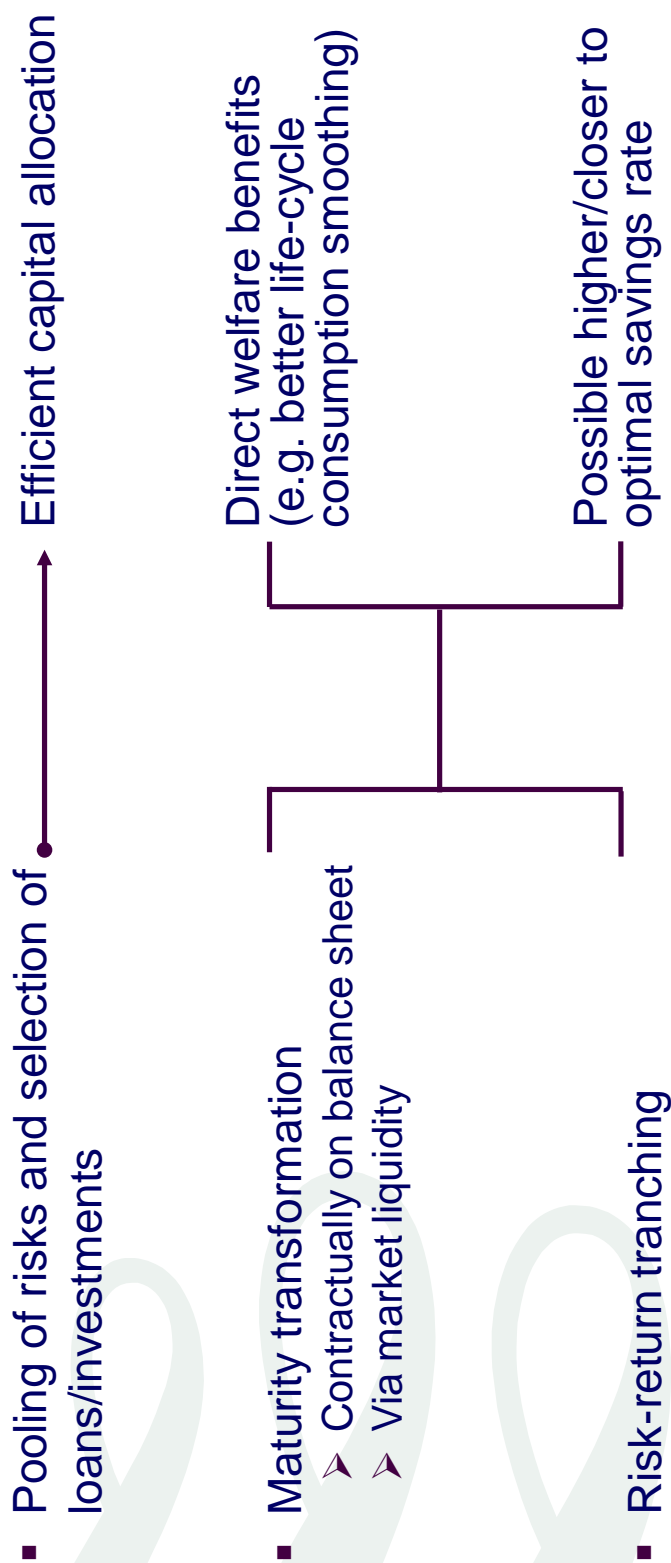 ▪ Pooling of risks and selection of
loans/investments
Efficient capital allocation
▪ Maturity transformation
➢ Contractually on balance sheet
➢ Via market liquidity
Direct welfare benefits
(e.g. better life-cycle
consumption smoothing)
▪ Risk-return tranching
Possible higher/closer to
optimal savings rate